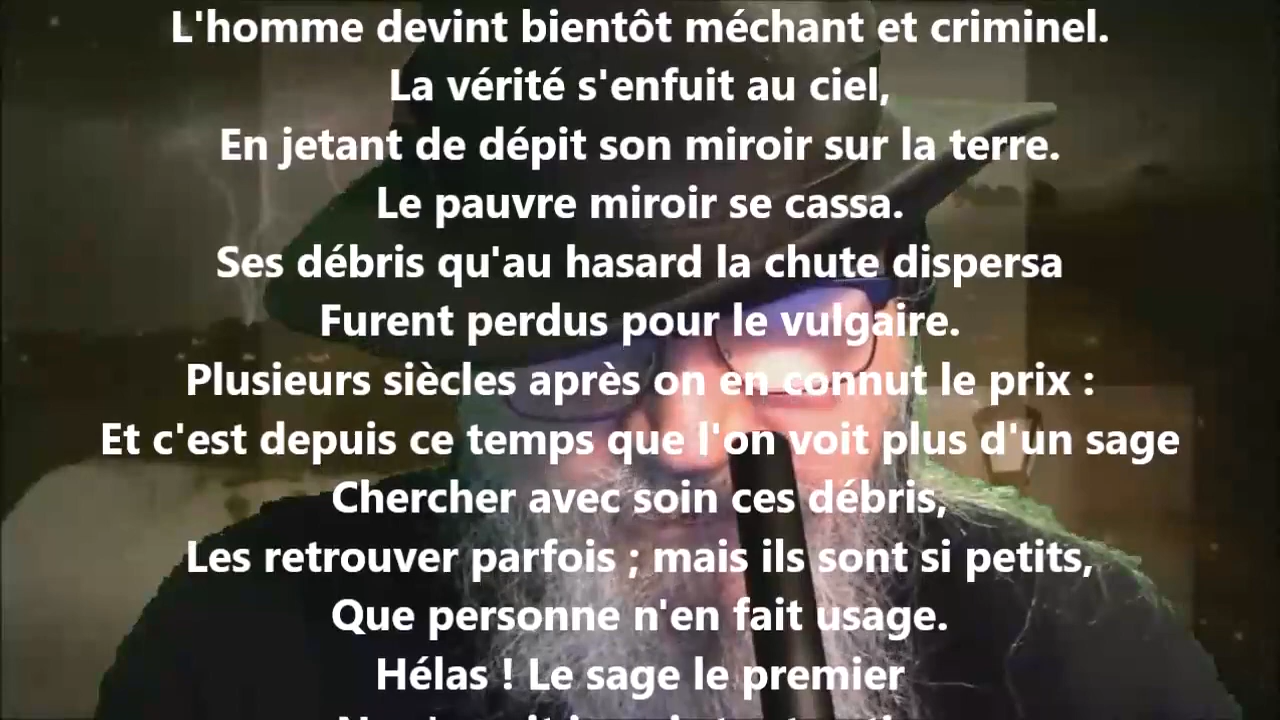 L'homme devint bientôt méchant et criminel.
La vérité s'enfuit au ciel,
En jetant de dépit son miroir sur la terre.
Le pauvre miroir se cassa.
Ses débris qu'au hasard la chute dispersa
Furent perdus pour le vulgaire.
Plusieurs siècles après on en connut le prix :
Et c'est depuis ce temps que l'on voit plus d'un sage
Chercher avec soin ces débris,
Les retrouver parfois ; mais ils sont si petits,
Que personne n'en fait usage.
Hélas ! Le sage le premier